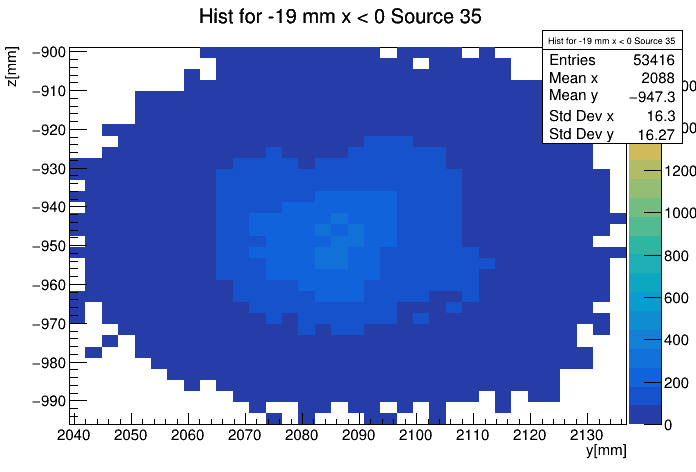 Hist for -19 mm x < 0 Source 35
z[mm]
Hist for -19 mm x < 0 Source 35
Entries 53416
Mean x 2088
Mean y −947.3
Std Dev x 16.3
Std Dev y 16.27
−900
−910
−920
−930
−940
−950
−960
−970
−980
−990
2040 2050 2060 2070 2080 2090 2100 2110 2120 2130
y[mm]
1200
1000
800
600
400
200
0